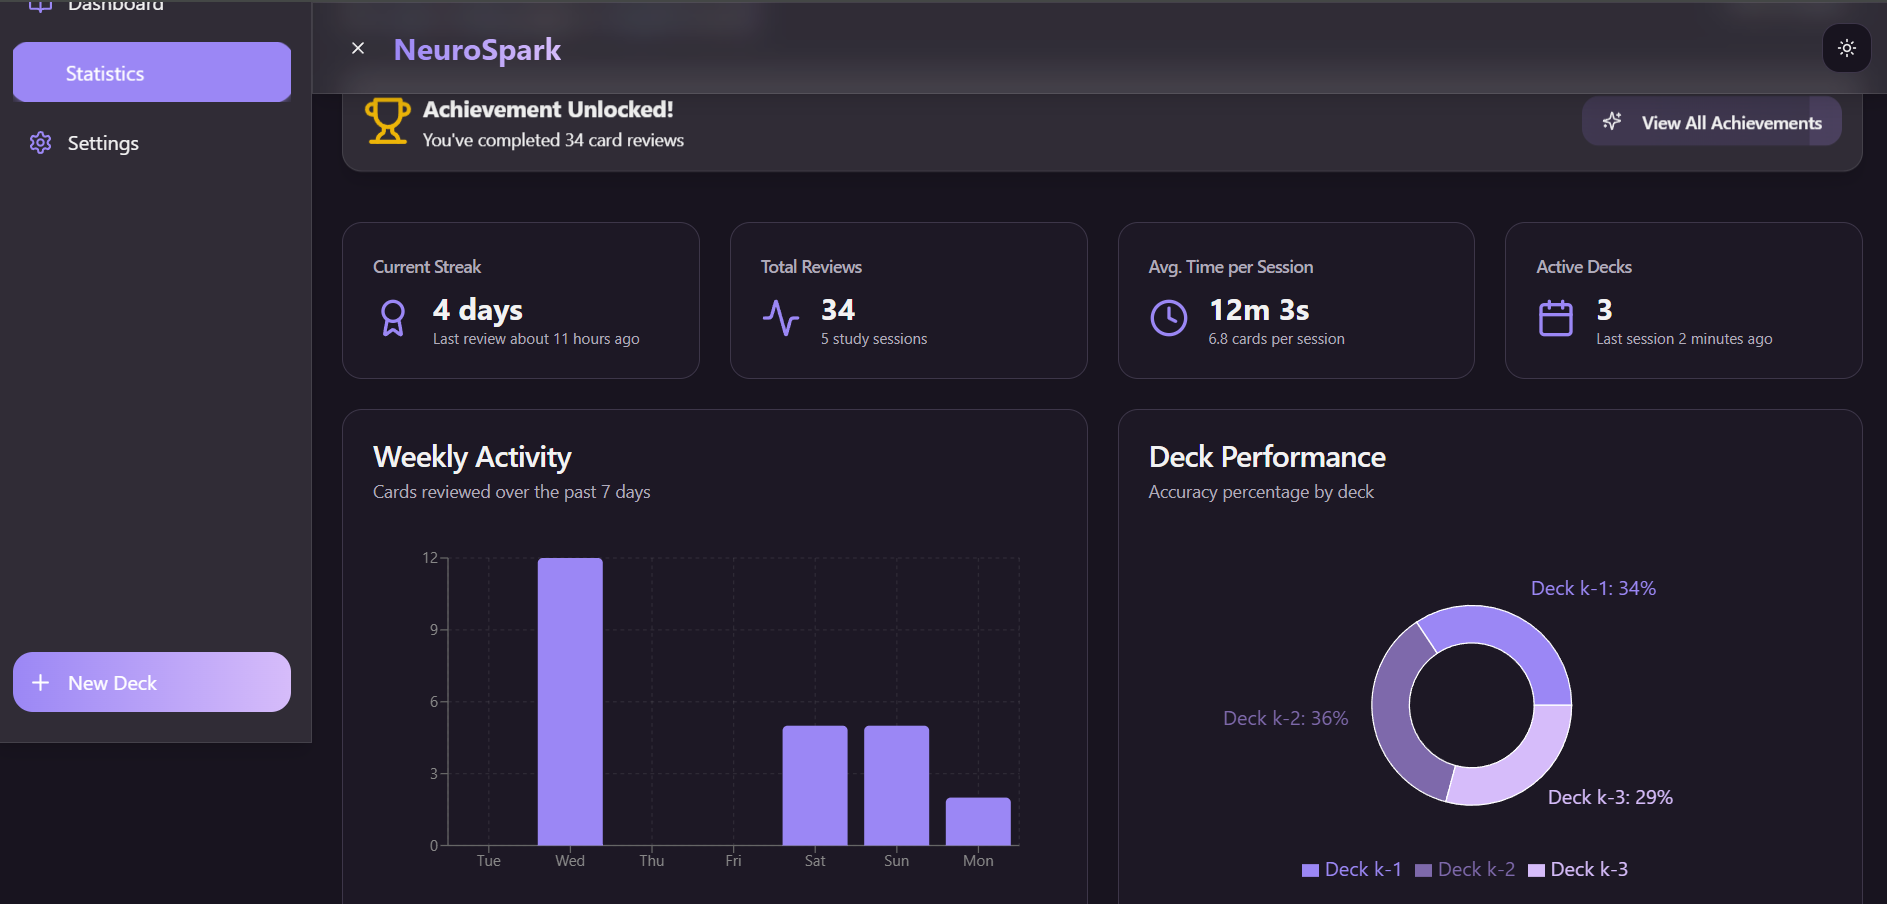 Dashboard
Statistics
Settings
New Deck
NeuroSpark
Achievement Unlocked!
You've completed 34 card reviews
View All Achievements
Current Streak
4 days
Last review about 11 hours ago
Total Reviews
34
5 study sessions
Avg. Time per Session
12m 3s
6.8 cards per session
Active Decks
3
Last session 2 minutes ago
Weekly Activity
Cards reviewed over the past 7 days
12
9
6
3
0
Tue Wed Thu Fri Sat Sun Mon
Deck Performance
Accuracy percentage by deck
Deck k-1: 34%
Deck k-2: 36%
Deck k-3: 29%
Deck k-1 Deck k-2 Deck k-3